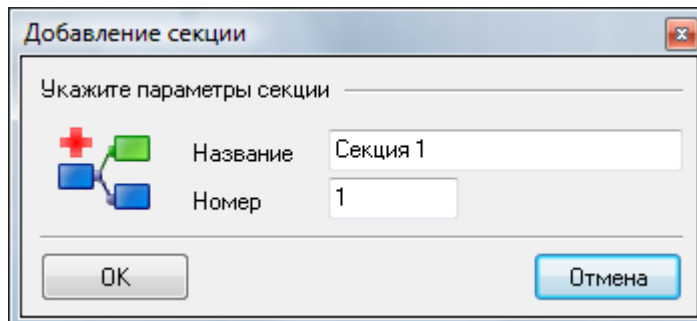 Добавление секции
Укажите параметры секции
Название Секция 1
Номер 1
OK Отмена